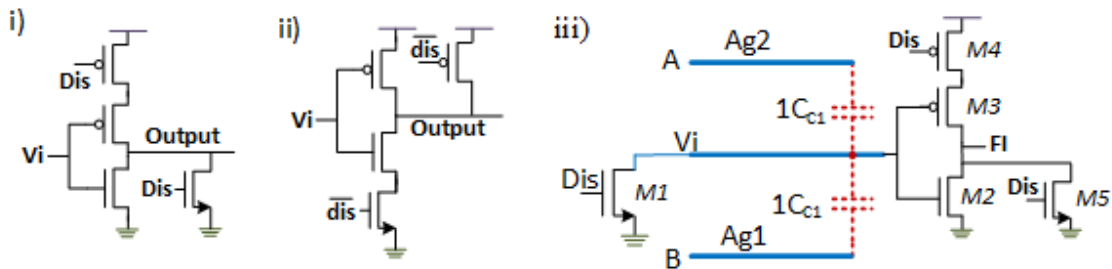 i)
Dis
Vi
Output
Dis
ii)
dis
Vi
Output
dis
iii)
A
Ag2
1Cc1
Vi
Dis
M1
1Cc1
Ag1
B
Dis
M4
M3
FI
M2
Dis
M5